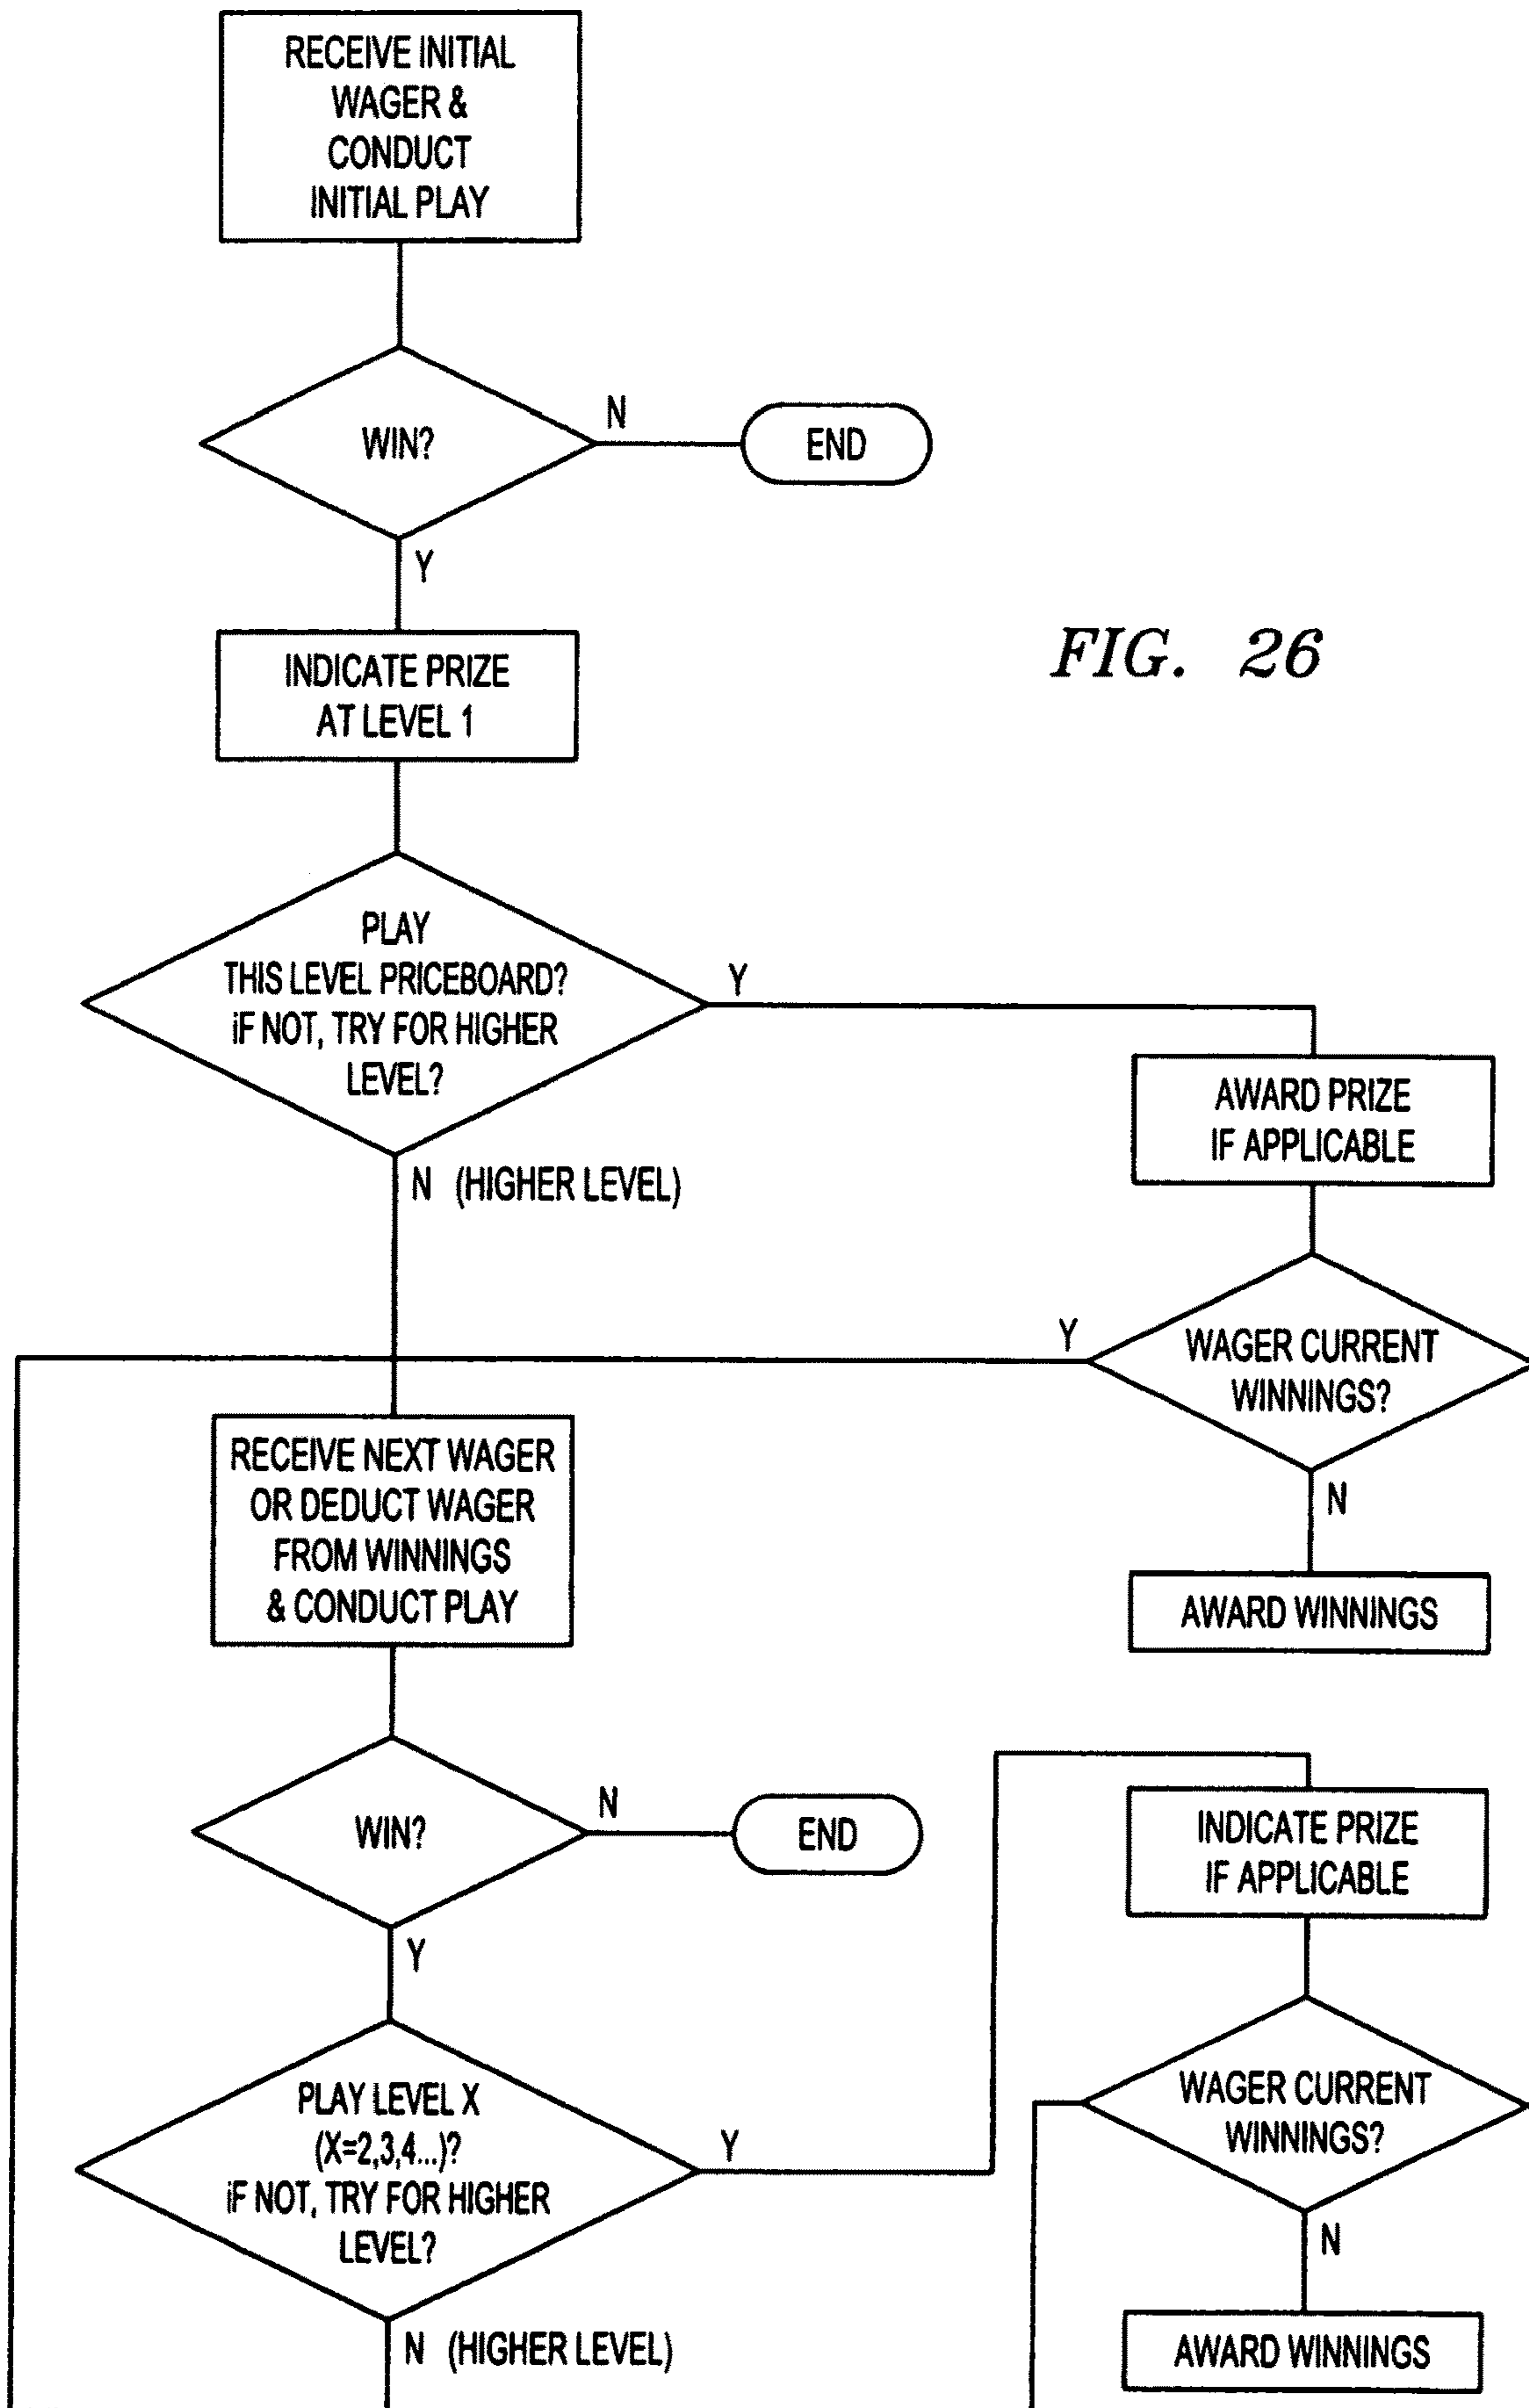 RECEIVE INITIAL
WAGER &
CONDUCT
INITIAL PLAY
WIN?
N
END
Y
INDICATE PRIZE
AT LEVEL 1
FIG. 26
PLAY
THIS LEVEL PRICEBOARD?
iF NOT, TRY FOR HIGHER
LEVEL?
Y
N (HIGHER LEVEL)
AWARD PRIZE
IF APPLICABLE
WAGER CURRENT
WINNINGS?
Y
N
AWARD WINNINGS
RECEIVE NEXT WAGER
OR DEDUCT WAGER
FROM WINNINGS
& CONDUCT PLAY
WIN?
N
END
Y
PLAY LEVEL X
(X=2,3,4...)?
iF NOT, TRY FOR HIGHER
LEVEL?
Y
N (HIGHER LEVEL)
INDICATE PRIZE
IF APPLICABLE
WAGER CURRENT
WINNINGS?
N
AWARD WINNINGS